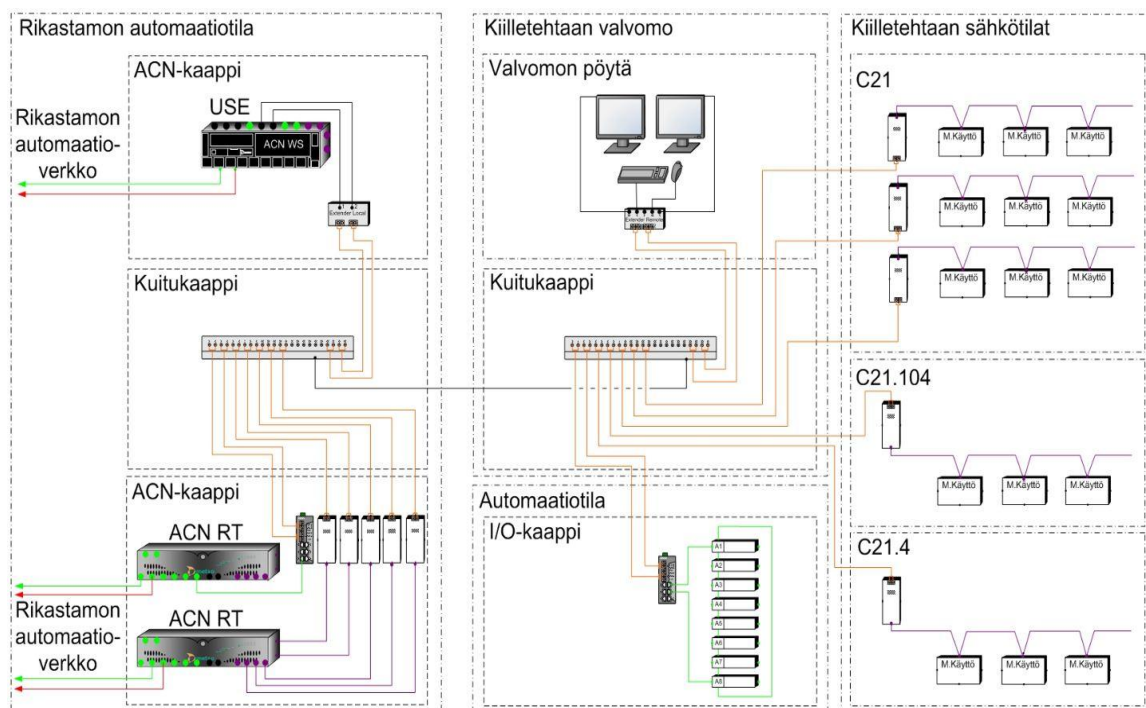 Rikastamon automaatiotila
ACN-kaappi
USE
Rikastamon
automaatio-
verkko
ACN WS
Extender Local
Kuitukaappi
ACN-kaappi
ACN RT
ACN RT
Rikastamon
automaatio-
verkko
Kiilletehtaan valvomo
Valvomon pöytä
Extender Remote
Kuitukaappi
Automaatiotila
I/O-kaappi
A1
A2
A3
A4
A5
A6
A7
A8
Kiilletehtaan sähkötilat
C21
M.Käyttö M.Käyttö M.Käyttö
M.Käyttö M.Käyttö M.Käyttö
M.Käyttö M.Käyttö M.Käyttö
C21.104
M.Käyttö M.Käyttö M.Käyttö
C21.4
M.Käyttö M.Käyttö M.Käyttö